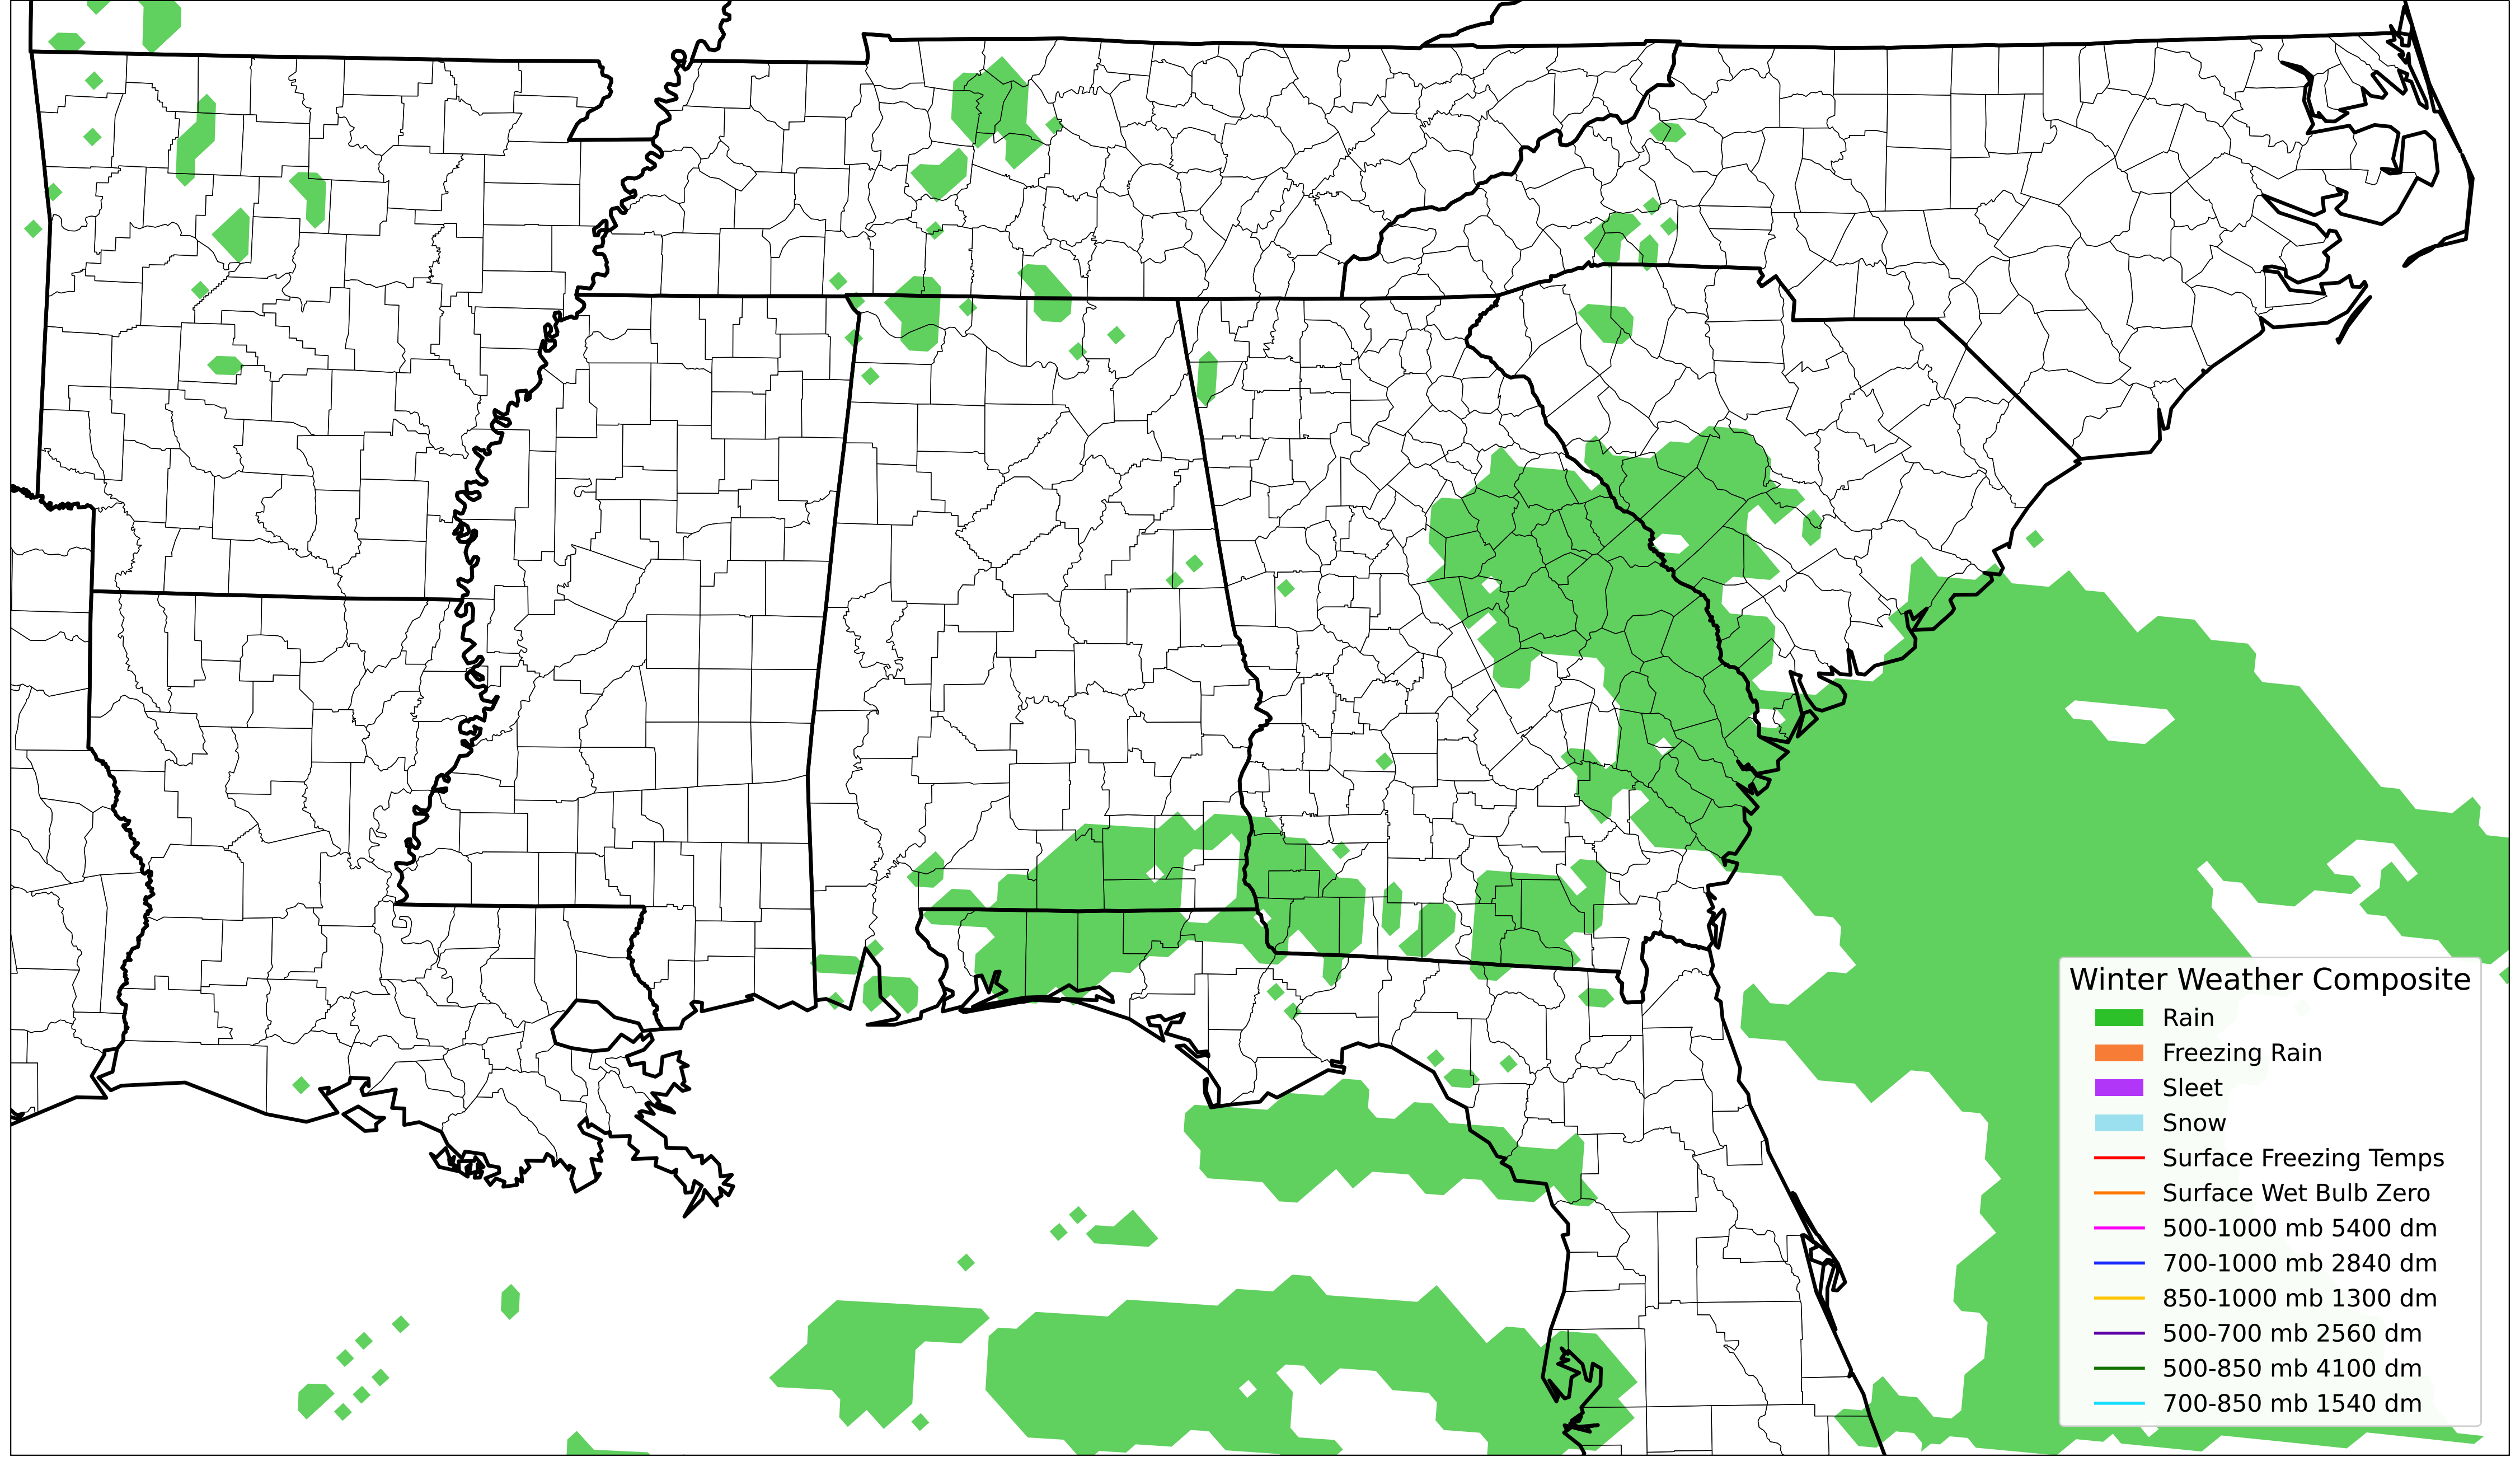 Winter Weather Composite
Rain
Freezing Rain
Sleet
Snow
Surface Freezing Temps
Surface Wet Bulb Zero
500-1000 mb 5400 dm
700-1000 mb 2840 dm
850-1000 mb 1300 dm
500-700 mb 2560 dm
500-850 mb 4100 dm
700-850 mb 1540 dm